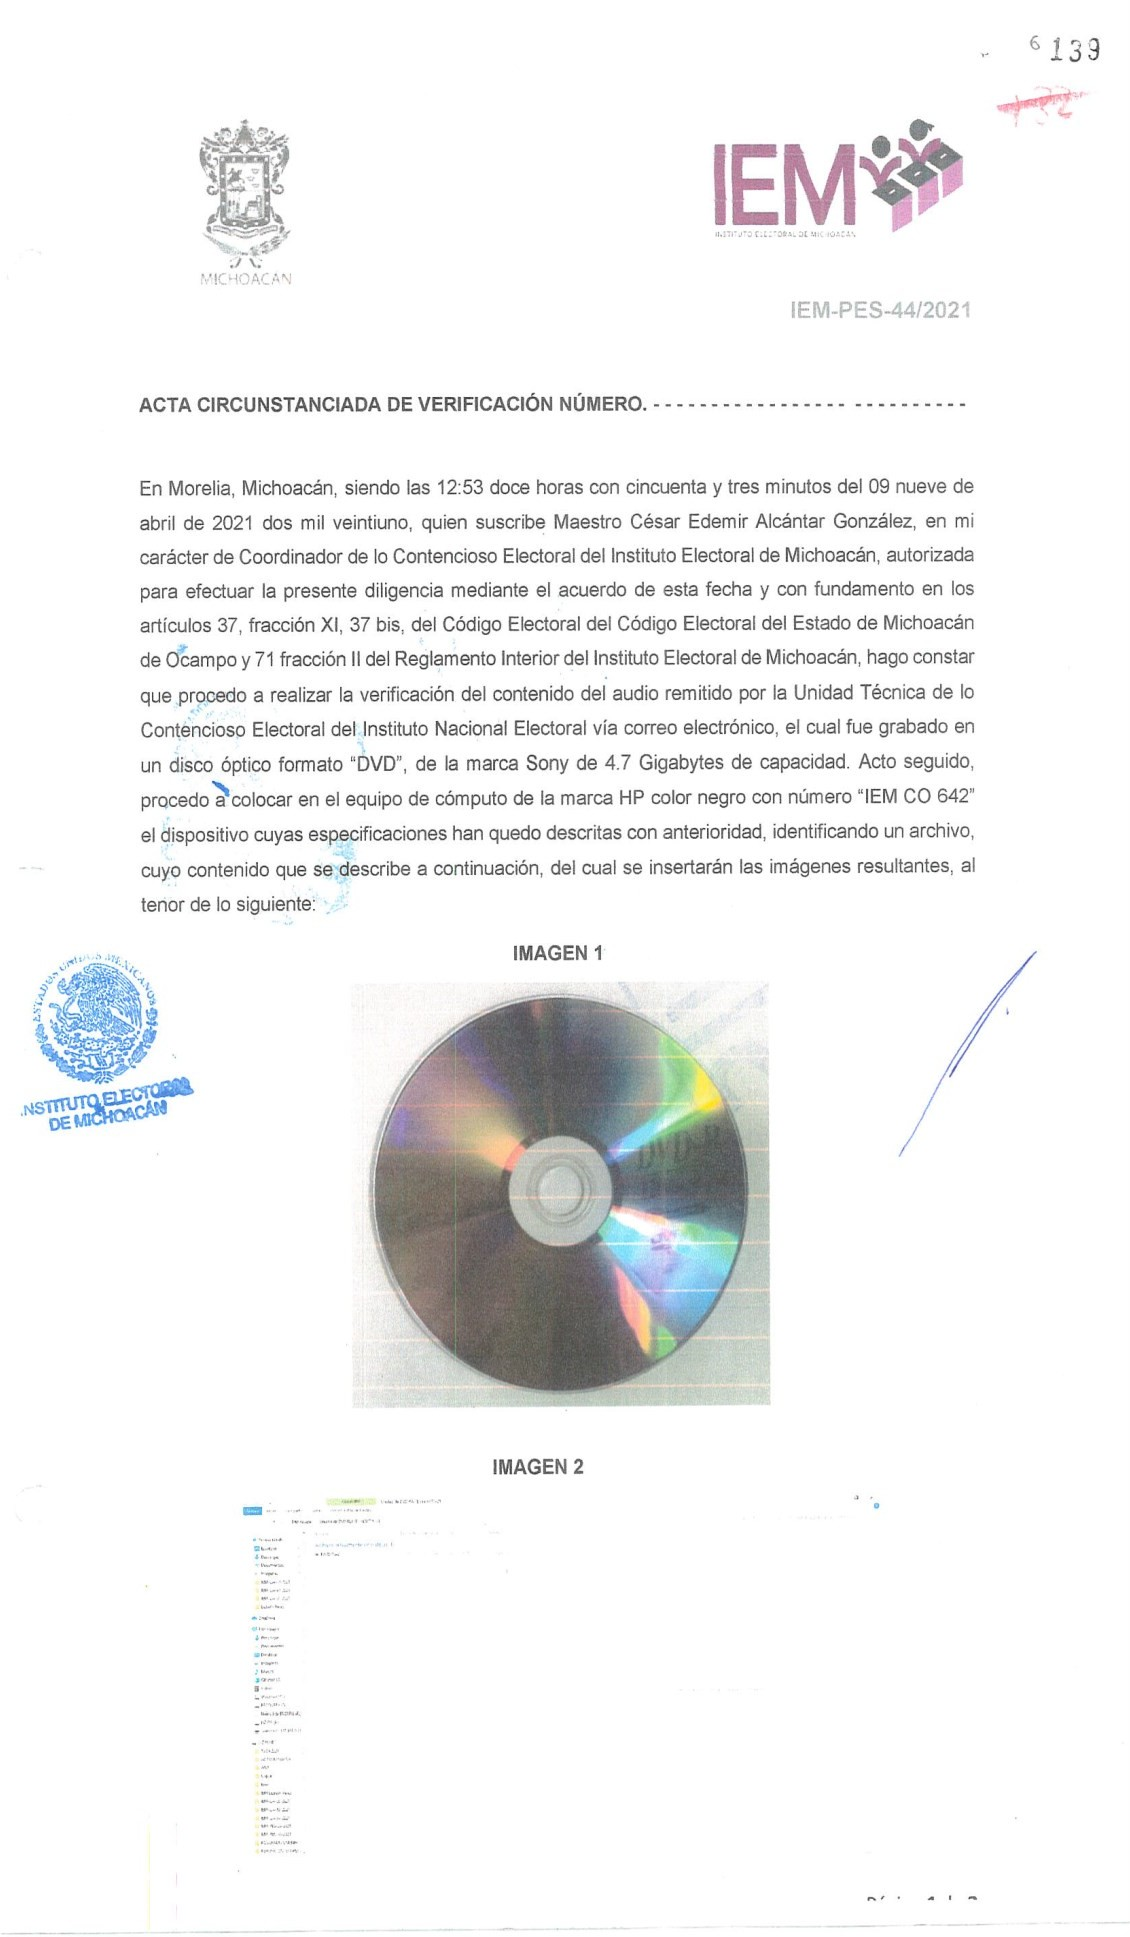 6 139
MICHOACÁN
IEM
INSTITUTO ELECTORAL DE MICHOACÁN
IEM-PES-44/2021
ACTA CIRCUNSTANCIADA DE VERIFICACIÓN NÚMERO. - - - - - - - - - - - - - - - - - - - - - - - - - - -
En Morelia, Michoacán, siendo las 12:53 doce horas con cincuenta y tres minutos del 09 nueve de
abril de 2021 dos mil veintiuno, quien suscribe Maestro César Edemir Alcántar González, en mi
carácter de Coordinador de lo Contencioso Electoral del Instituto Electoral de Michoacán, autorizada
para efectuar la presente diligencia mediante el acuerdo de esta fecha y con fundamento en los
artículos 37, fracción XI, 37 bis, del Código Electoral del Código Electoral del Estado de Michoacán
de Ocampo y 71 fracción II del Reglamento Interior del Instituto Electoral de Michoacán, hago constar
que procedo a realizar la verificación del contenido del audio remitido por la Unidad Técnica de lo
Contencioso Electoral del Instituto Nacional Electoral vía correo electrónico, el cual fue grabado en
un disco óptico formato “DVD”, de la marca Sony de 4.7 Gigabytes de capacidad. Acto seguido,
procedo a colocar en el equipo de cómputo de la marca HP color negro con número “IEM CO 642”
el dispositivo cuyas especificaciones han quedo descritas con anterioridad, identificando un archivo,
cuyo contenido que se describe a continuación, del cual se insertarán las imágenes resultantes, al
tenor de lo siguiente:
IMAGEN 1
ESTADOS UNIDOS MEXICANOS
INSTITUTO ELECTORAL
DE MICHOACÁN
DVD-R
IMAGEN 2